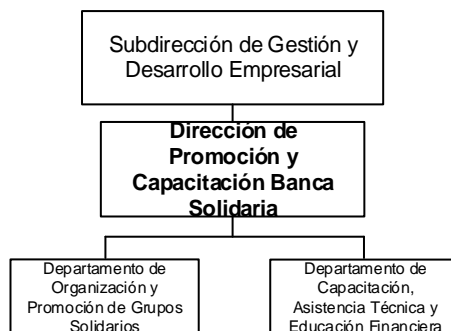 Subdirección de Gestión y
Desarrollo Empresarial
Dirección de
Promoción y
Capacitación Banca
Solidaria
Departamento de
Organización y
Promoción de Grupos
Solidarios
Departamento de
Capacitación,
Asistencia Técnica y
Educación Financiera